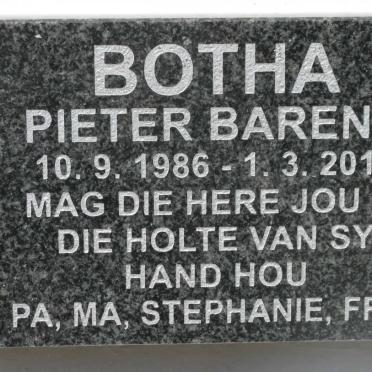 BOTHA
PIETER BAREN
10. 9. 1986 - 1. 3. 201
MAG DIE HERE JOU
DIE HOLTE VAN SY
HAND HOU
PA, MA, STEPHANIE, FR